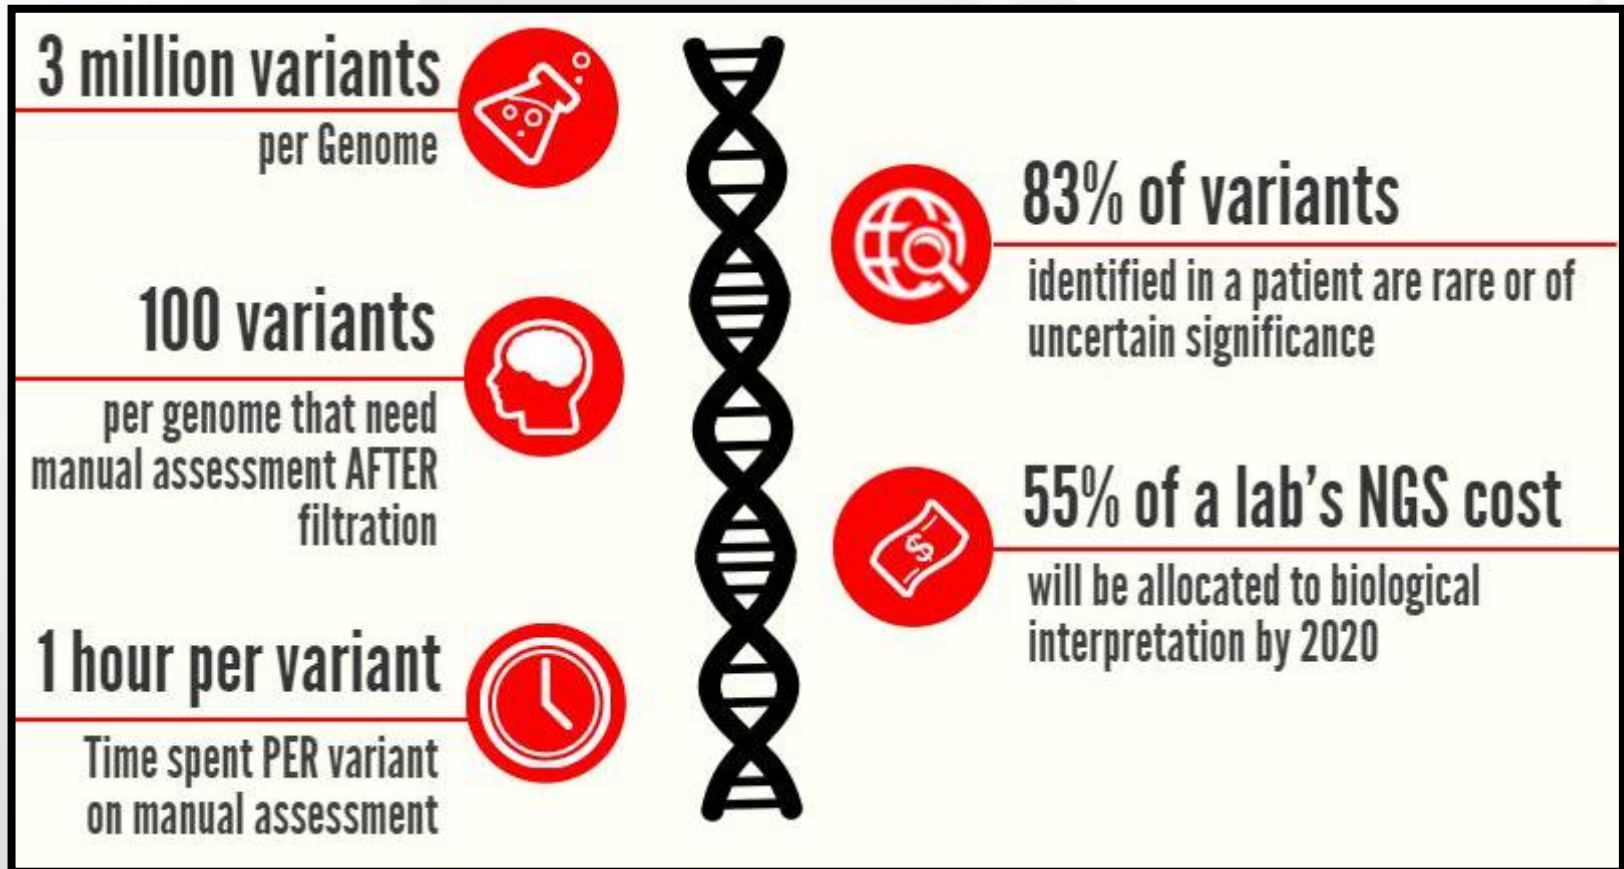 3 million variants
per Genome
100 variants
per genome that need
manual assessment AFTER
filtration
1 hour per variant
Time spent PER variant
on manual assessment
83% of variants
identified in a patient are rare or of
uncertain significance
$
55% of a lab's NGS cost
will be allocated to biological
interpretation by 2020